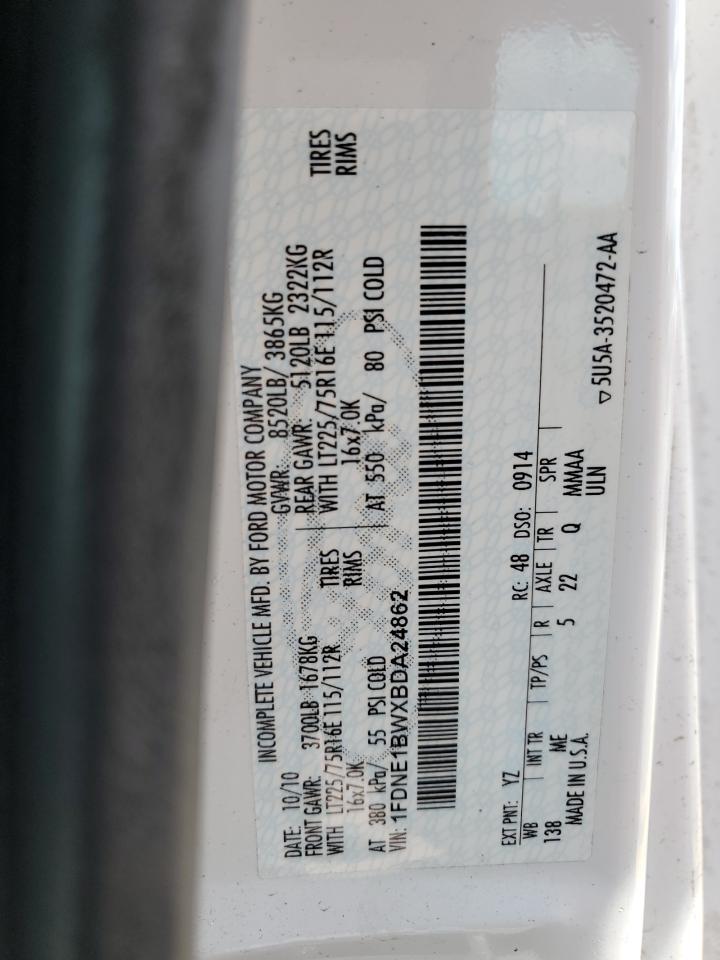 INCOMPLETE VEHICLE MFD. BY FORD MOTOR COMPANY
DATE: 10/10 GVWR: 8520LB/ 3865KG
FRONT GAWR: 3700LB 1678KG REAR GAWR: 5120LB 2322KG
WITH LT225/75R16E 115/112R TIRES WITH LT225/75R16E 115/112R TIRES
16x7.0K RIMS 16x7.0K RIMS
AT 380 kPa/ 55 PSI COLD AT 550 kPa/ 80 PSI COLD
VIN: 1FDNE1BWXBDA24862
EXT PNT: YZ RC: 48 DSO: 0914
WB INT TR TP/PS R AXLE TR SPR
138 ME 5 22 Q MMAA
MADE IN U.S.A. ULN
▽5U5A-3520472-AA